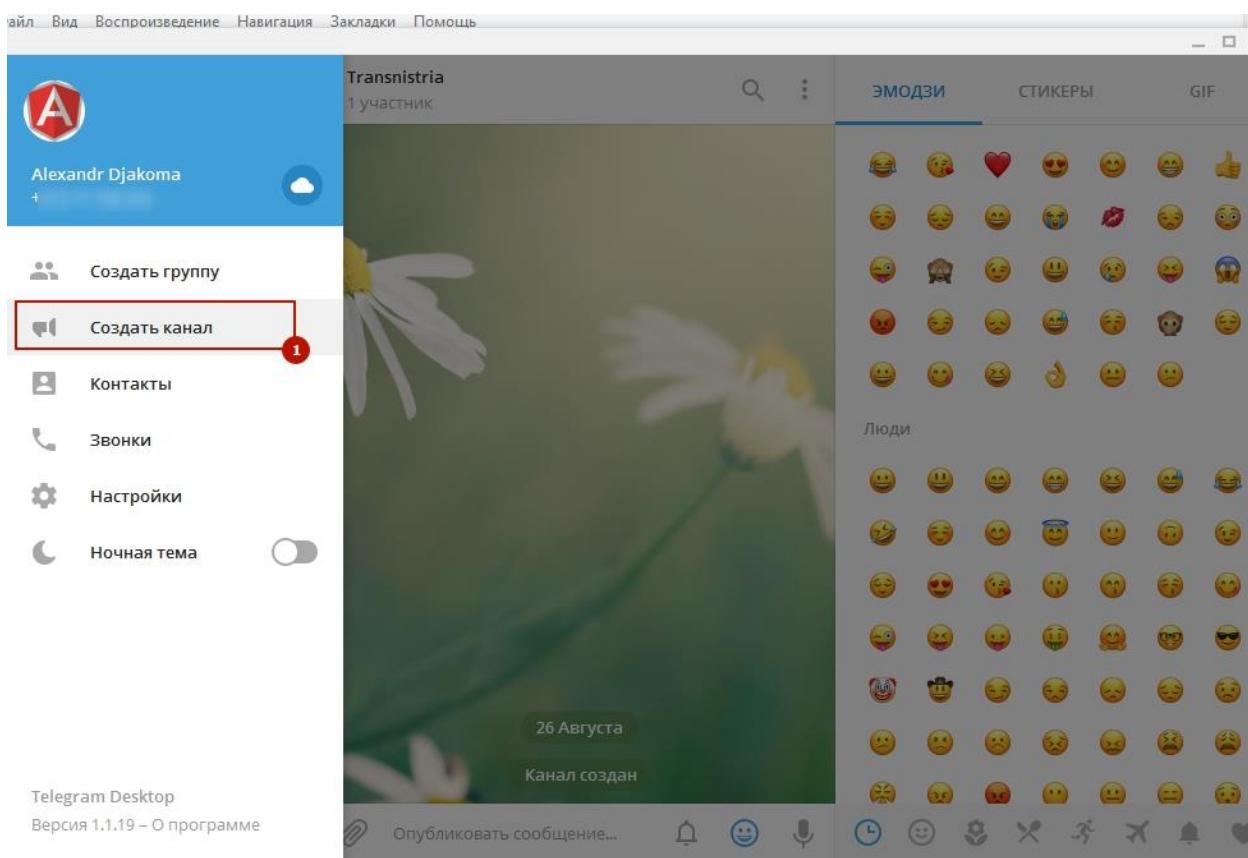 айл Вид Воспроизведение Навигация Закладки Помощь
Alexandr Djakoma
+
Создать группу
Создать канал
1
Контакты
Звонки
Настройки
Ночная тема
Telegram Desktop
Версия 1.1.19 – О программе
Transnistria
1 участник
26 Августа
Канал создан
Опубликовать сообщение...
ЭМОДЗИ СТИКЕРЫ GIF
Люди